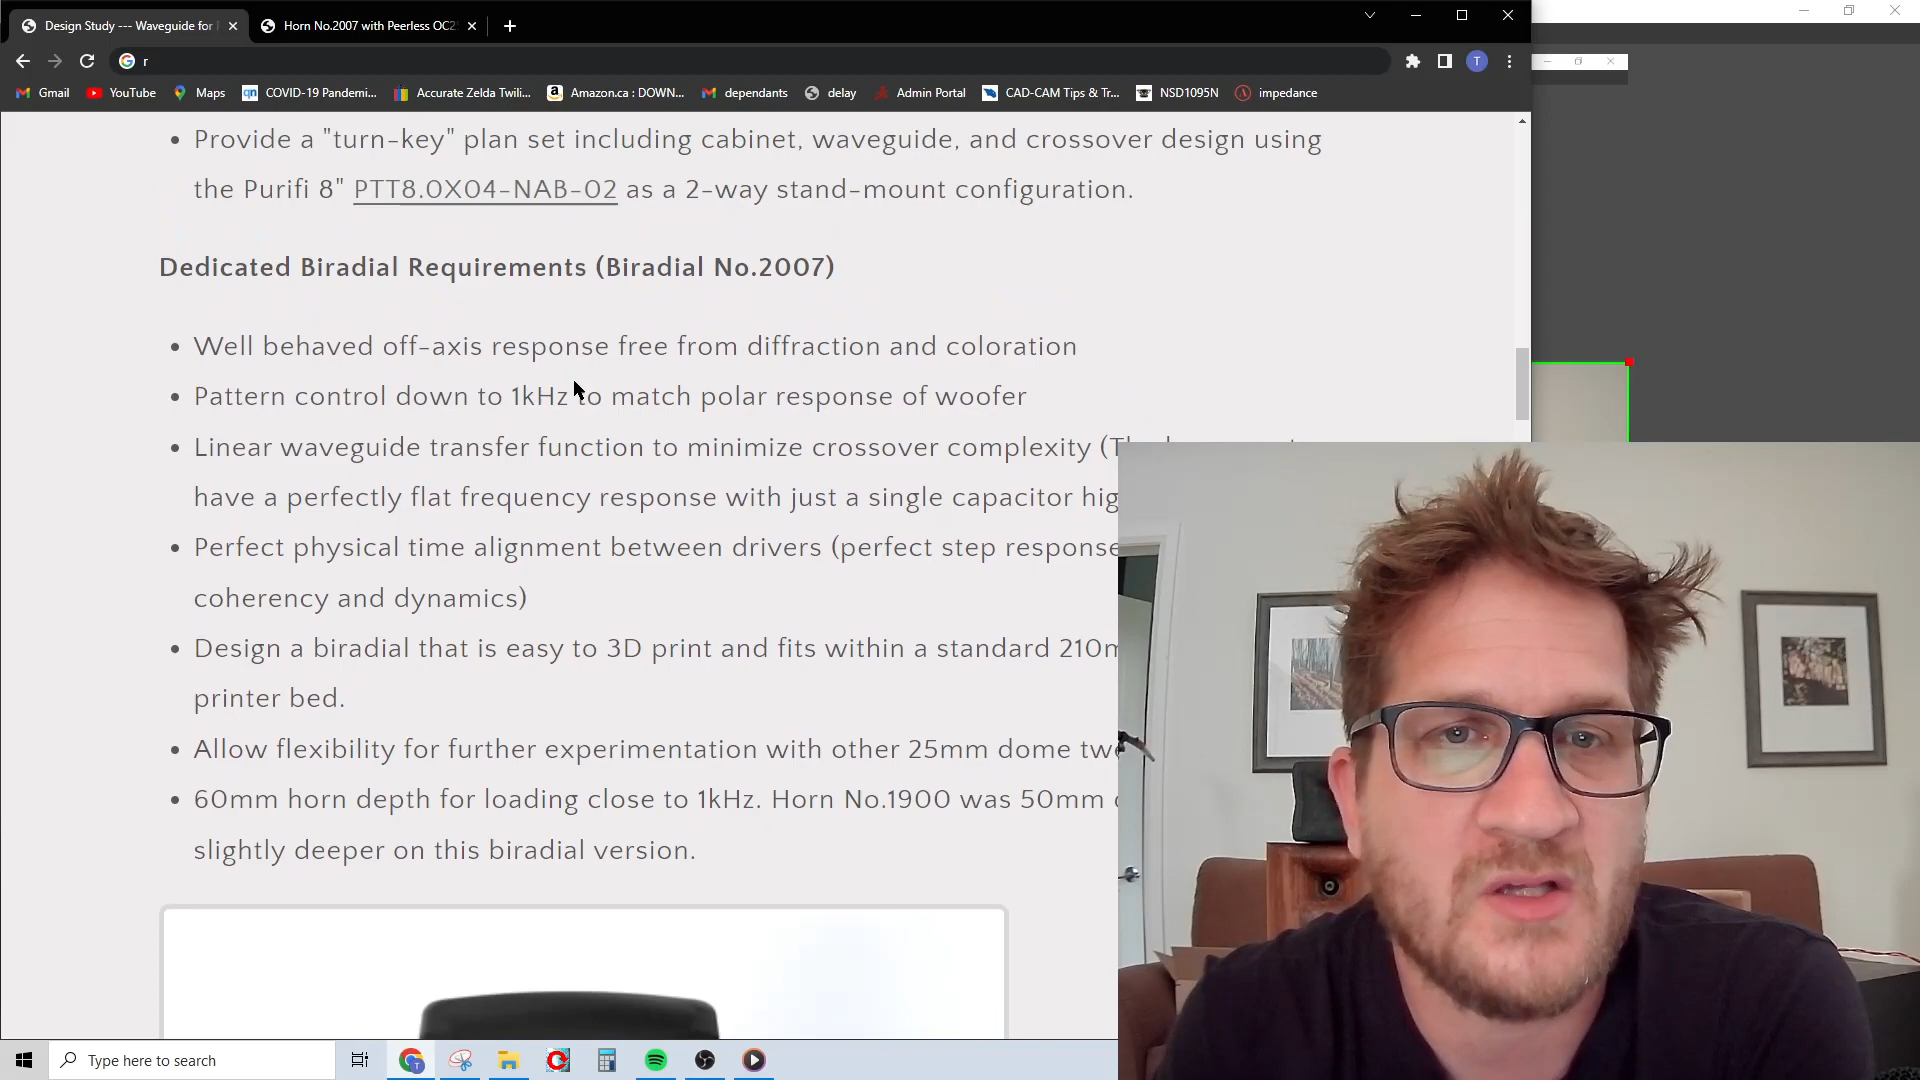 Design Study --- Waveguide for
Horn No.2007 with Peerless OC2
r
T
Gmail
YouTube
Maps
COVID-19 Pandemi...
Accurate Zelda Twili...
Amazon.ca : DOWN...
dependants
delay
Admin Portal
CAD-CAM Tips & Tr...
NSD1095N
impedance
Provide a "turn-key" plan set including cabinet, waveguide, and crossover design using
the Purifi 8" PTT8.0X04-NAB-02 as a 2-way stand-mount configuration.
Dedicated Biradial Requirements (Biradial No.2007)
Well behaved off-axis response free from diffraction and coloration
Pattern control down to 1kHz to match polar response of woofer
Linear waveguide transfer function to minimize crossover complexity
have a perfectly flat frequency response with just a single capacitor
Perfect physical time alignment between drivers (perfect step response
coherency and dynamics)
Design a biradial that is easy to 3D print and fits within a standard
printer bed.
Allow flexibility for further experimentation with other 25mm dome
60mm horn depth for loading close to 1kHz. Horn No.1900 was 50mm
slightly deeper on this biradial version.
Type here to search
T